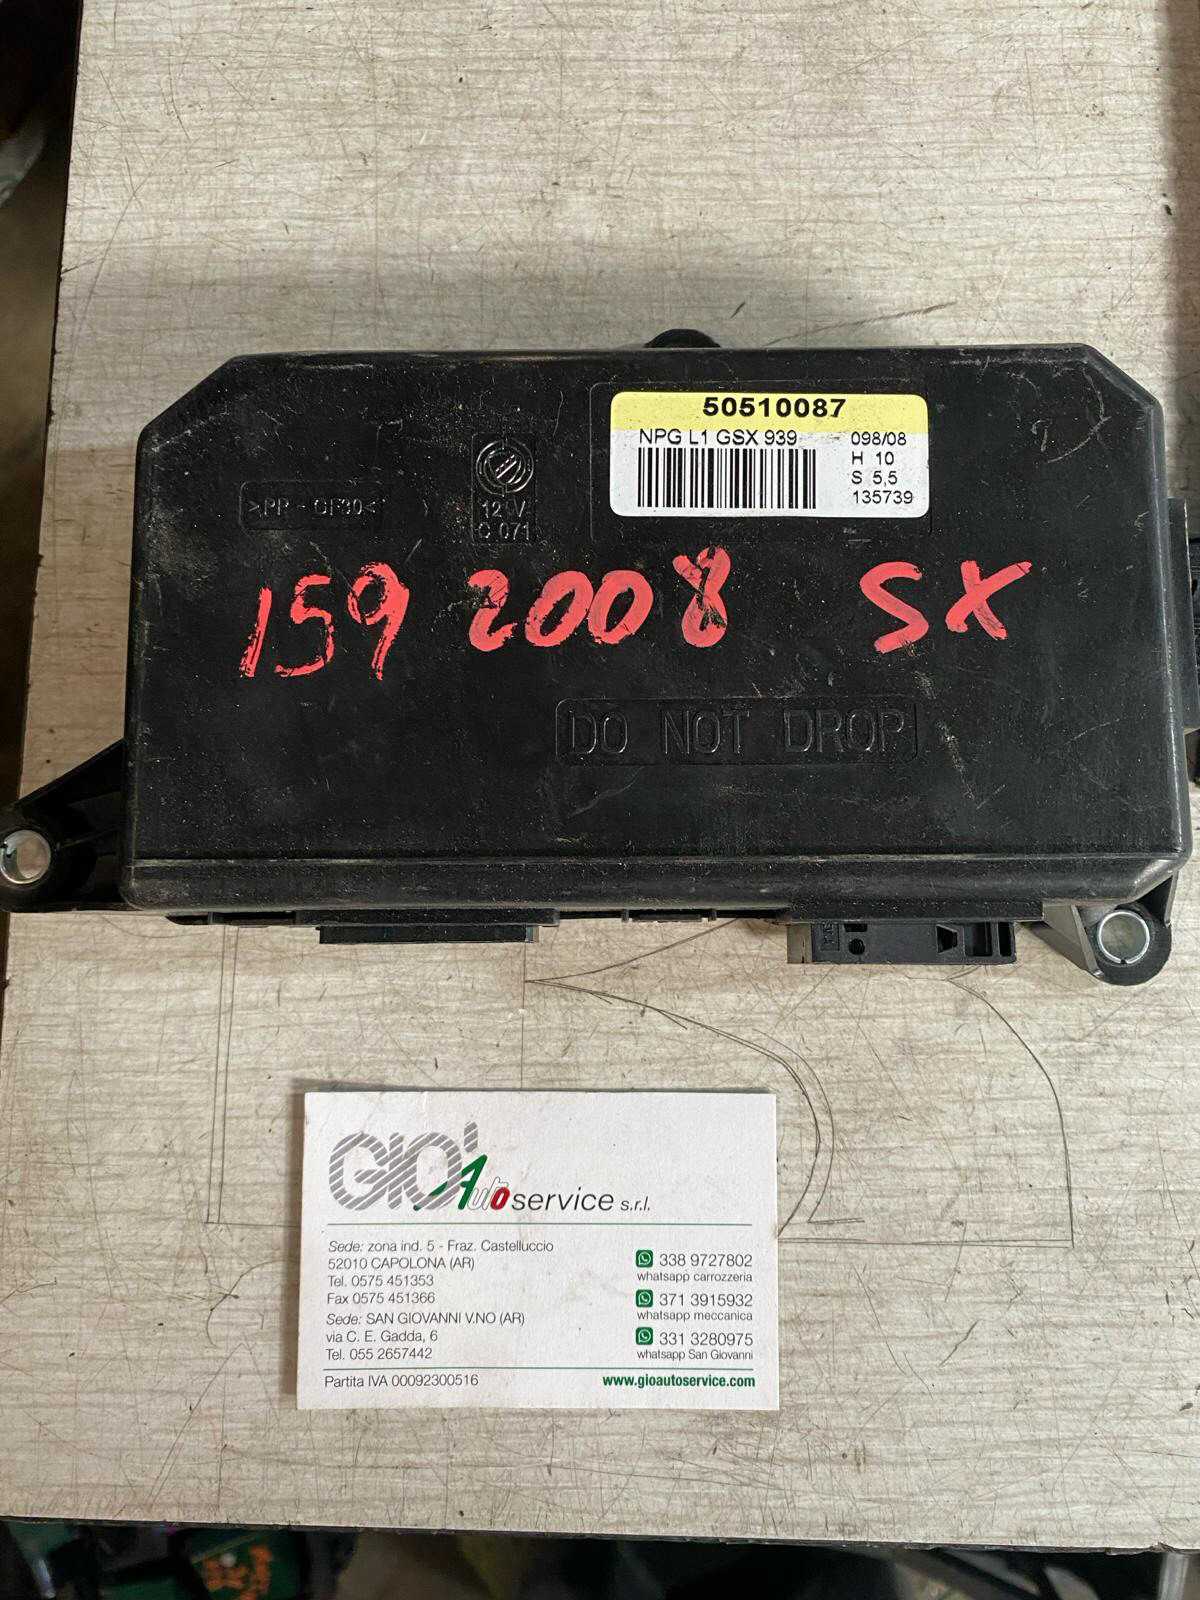 50510087
NPG L1 GSX 939
098/08
H 10
S 5,5
135739
>PP - GF30<
12 V
C 071
159 2008 SX
DO NOT DROP
GIO' Auto service s.r.l.
Sede: zona ind. 5 - Fraz. Castelluccio
52010 CAPOLONA (AR)
Tel. 0575 451353
Fax 0575 451366
Sede: SAN GIOVANNI V.NO (AR)
via C. E. Gadda, 6
Tel. 055 2657442
338 9727802
whatsapp carrozzeria
371 3915932
whatsapp meccanica
331 3280975
whatsapp San Giovanni
Partita IVA 00092300516
www.gioautoservice.com